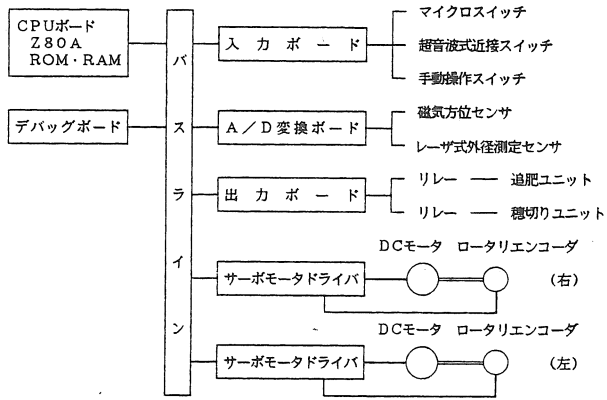 CPUボード
Z80A
ROM・RAM
デバッグボード
バスライン
入力ボード
マイクロスイッチ
超音波式近接スイッチ
手動操作スイッチ
A/D変換ボード
磁気方位センサ
レーザ式外径測定センサ
出力ボード
リレー ── 追肥ユニット
リレー ── 穂切りユニット
サーボモータドライバ
DCモータ ロータリエンコーダ
(右)
サーボモータドライバ
DCモータ ロータリエンコーダ
(左)